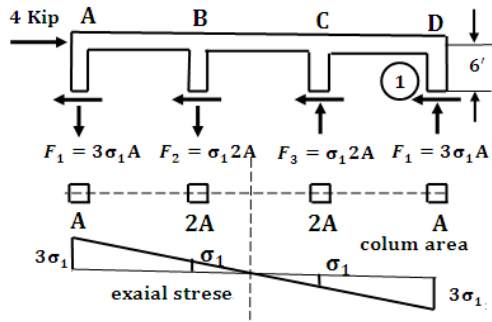 4 Kip A B C D
6′
1
F₁ = 3σ₁A F₂ = σ₁2A F₃ = σ₁2A F₁ = 3σ₁A
A 2A 2A A
colum area
3σ₁ σ₁ σ₁
exaial strese 3σ₁